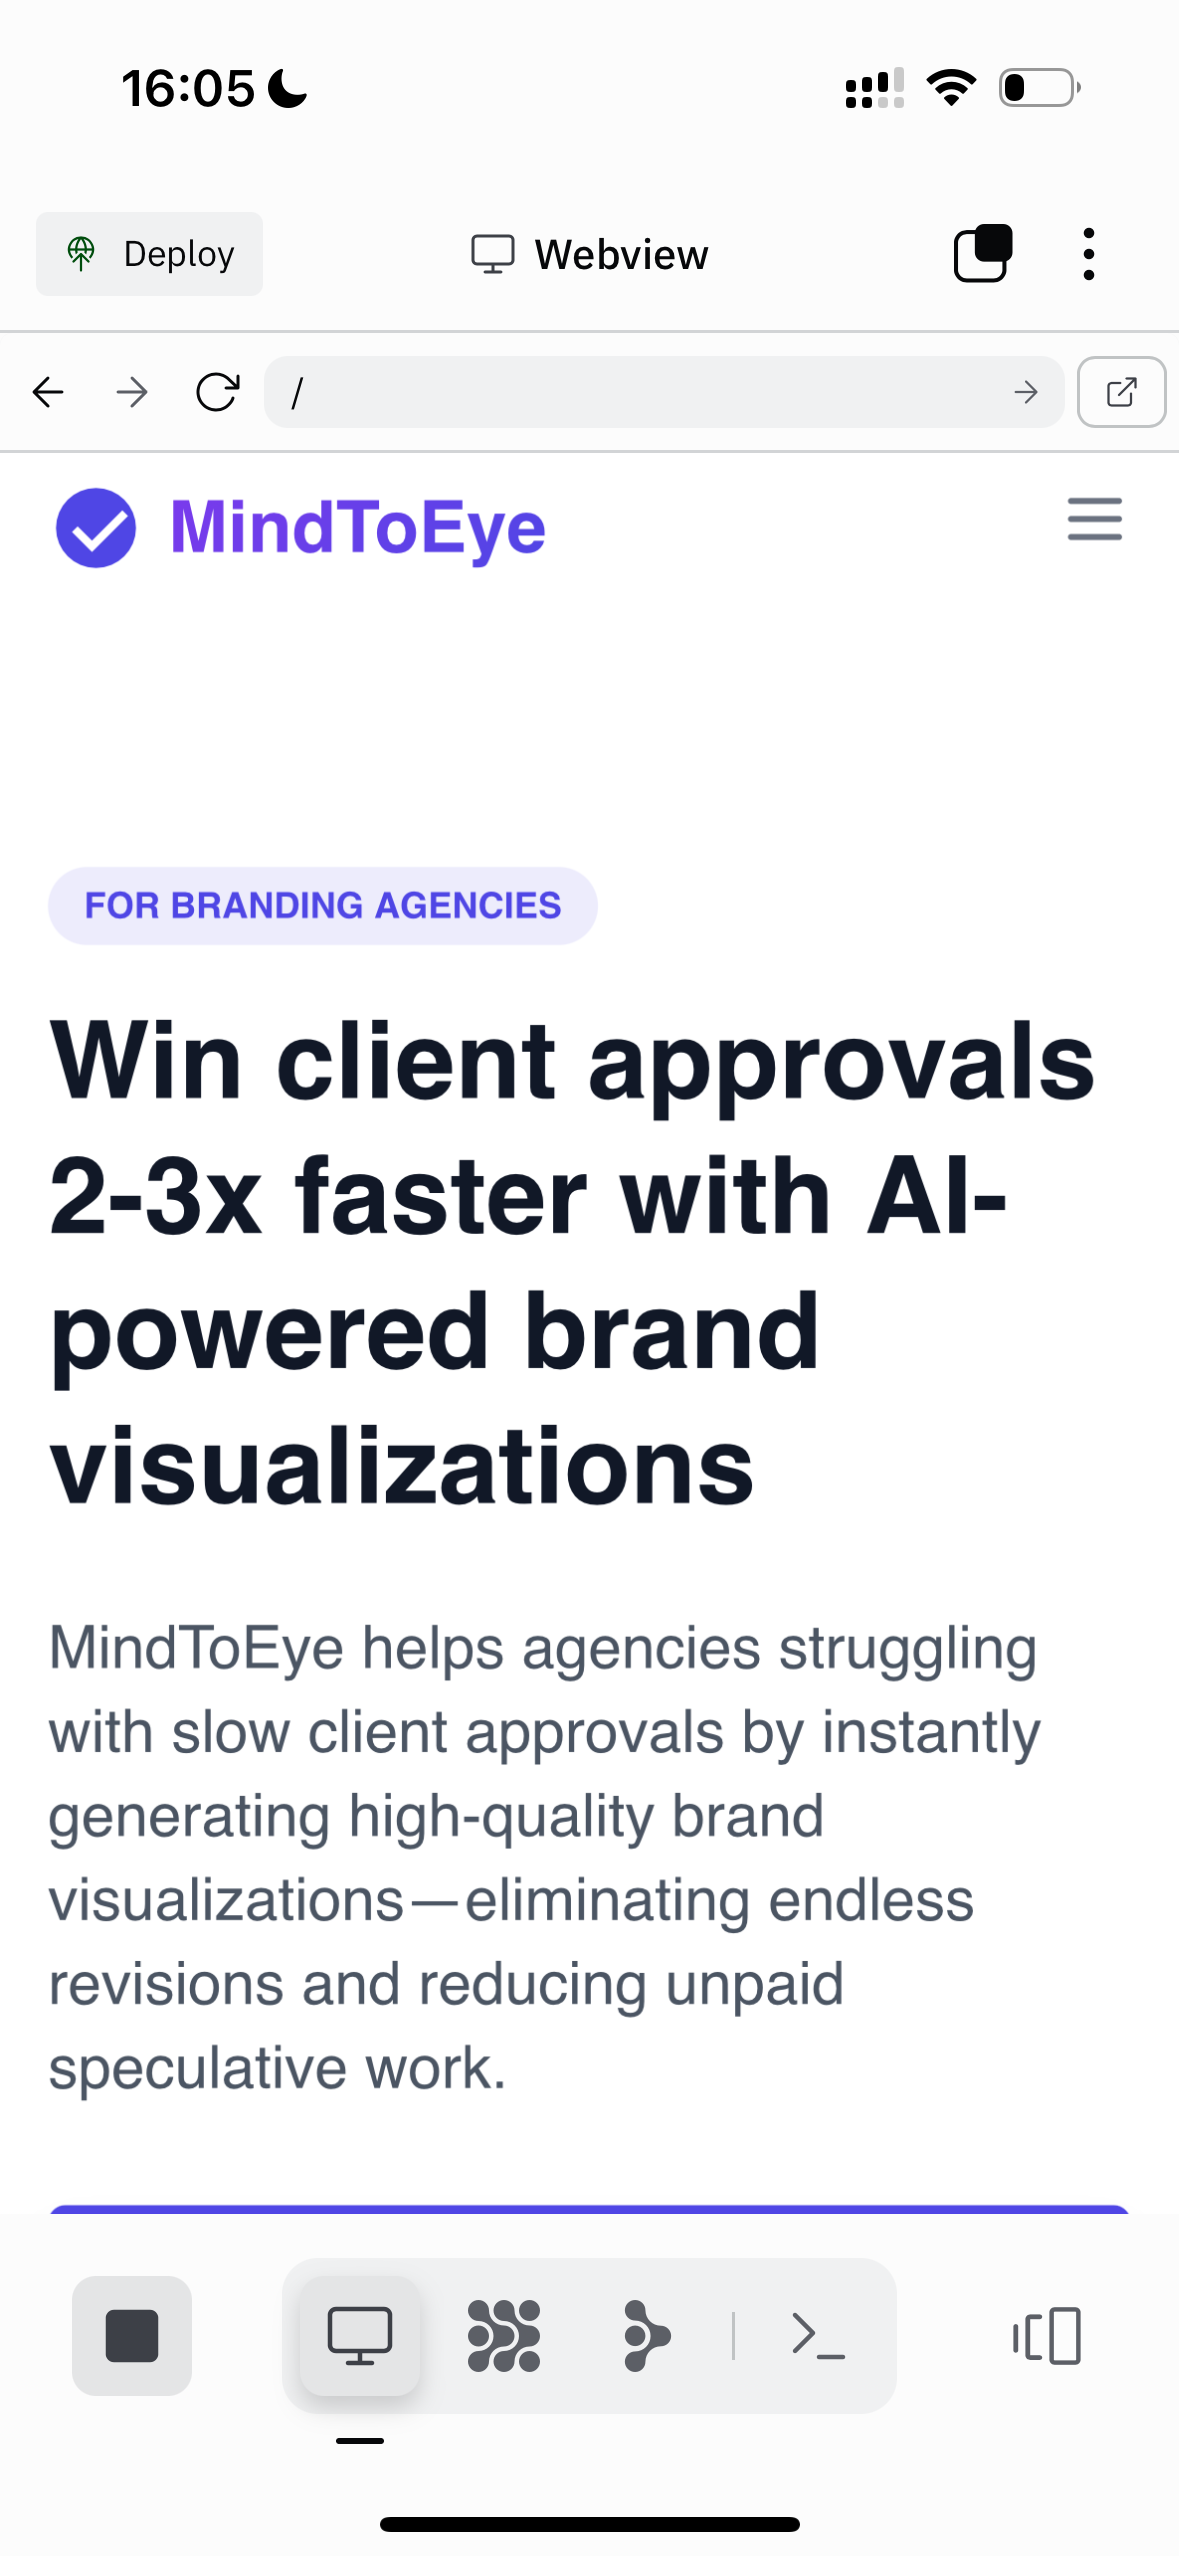 16:05
Deploy
Webview
/
MindToEye
FOR BRANDING AGENCIES
Win client approvals
2-3x faster with AI-
powered brand
visualizations
MindToEye helps agencies struggling
with slow client approvals by instantly
generating high-quality brand
visualizations—eliminating endless
revisions and reducing unpaid
speculative work.